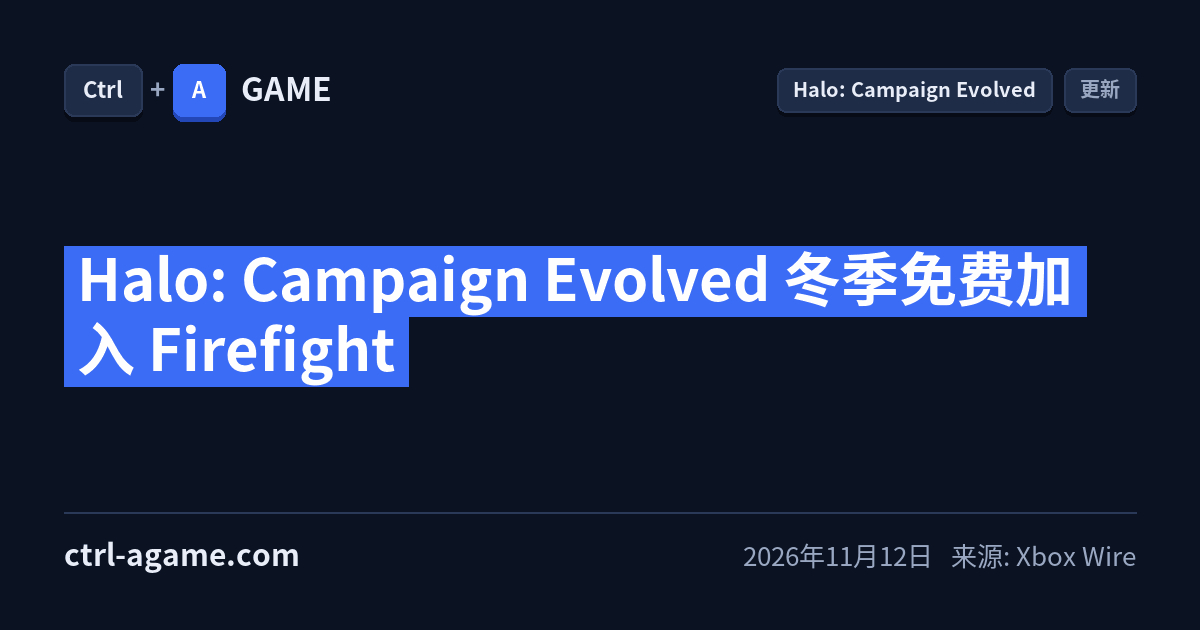 Ctrl + A GAME
Halo: Campaign Evolved 更新
Halo: Campaign Evolved 冬季免费加
入 Firefight
ctrl-agame.com
2026年11月12日 来源: Xbox Wire